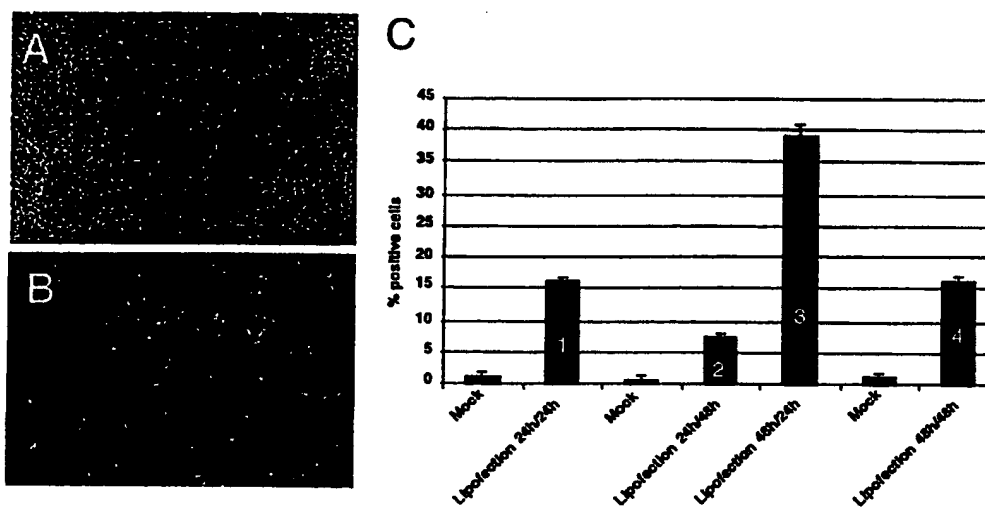 A
B
C
% positive cells
45
40
35
30
25
20
15
10
5
0
1
2
3
4
Mock
Lipofection 24h/24h
Mock
Lipofection 24h/48h
Lipofection 48h/24h
Mock
Lipofection 48h/48h